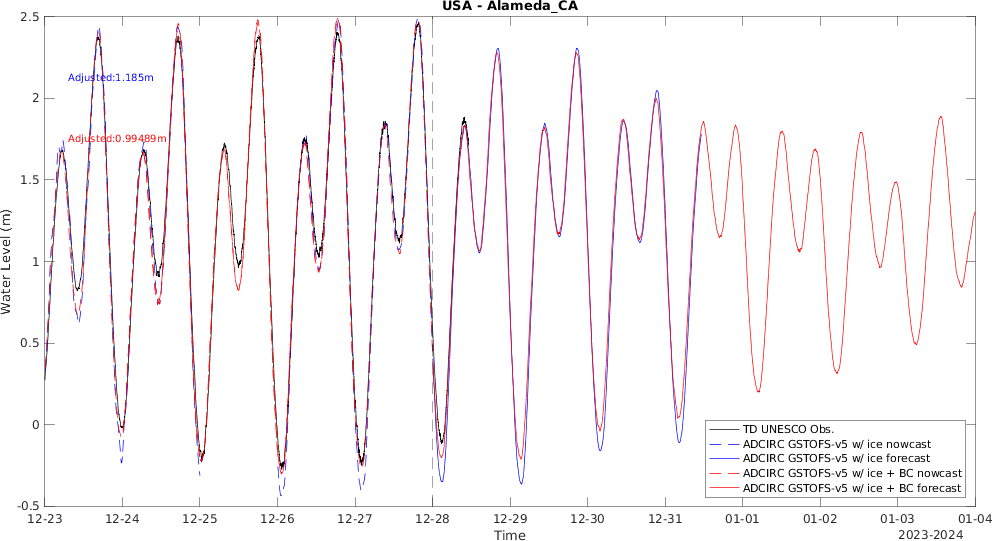 USA - Alameda_CA
2.5
2
1.5
1
0.5
0
-0.5
Water Level (m)
Adjusted:1.185m
Adjusted:0.99489m
TD UNESCO Obs.
ADCIRC GSTOFS-v5 w/ ice nowcast
ADCIRC GSTOFS-v5 w/ ice forecast
ADCIRC GSTOFS-v5 w/ ice + BC nowcast
ADCIRC GSTOFS-v5 w/ ice + BC forecast
12-23 12-24 12-25 12-26 12-27 12-28 12-29 12-30 12-31 01-01 01-02 01-03 01-04
Time
2023-2024